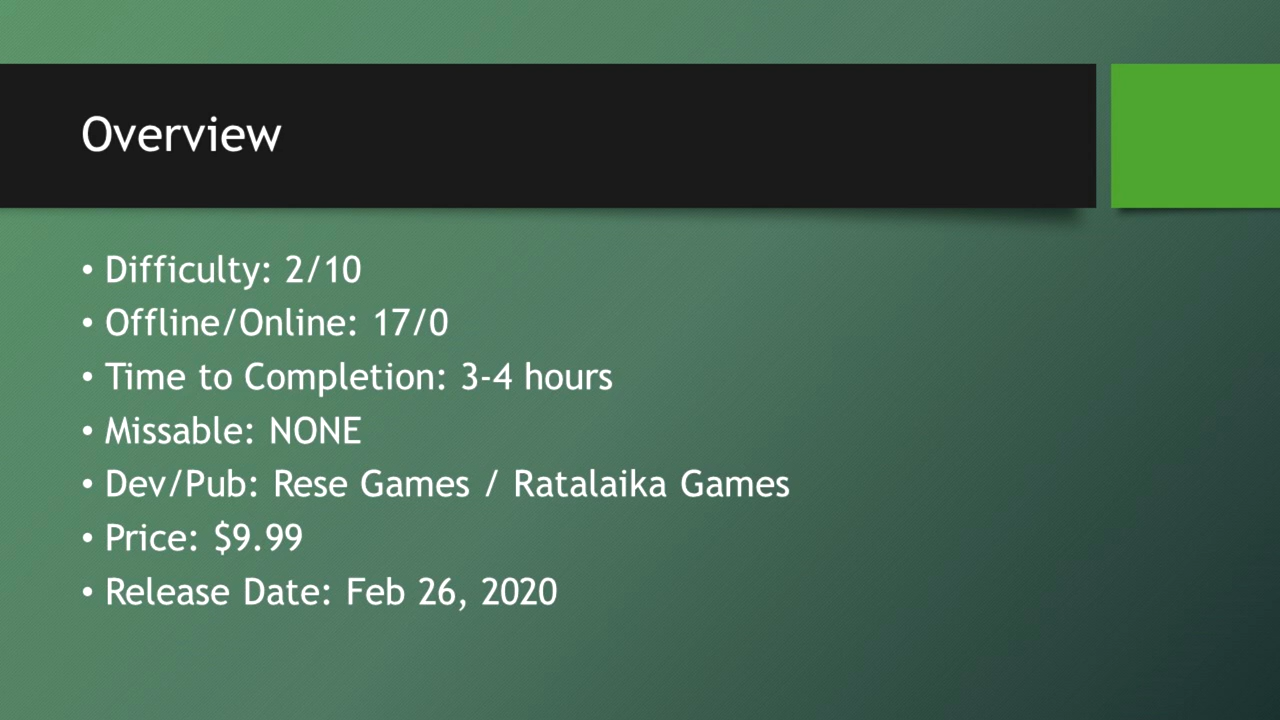 Overview
• Difficulty: 2/10
• Offline/Online: 17/0
• Time to Completion: 3-4 hours
• Missable: NONE
• Dev/Pub: Rese Games / Ratalaika Games
• Price: $9.99
• Release Date: Feb 26, 2020